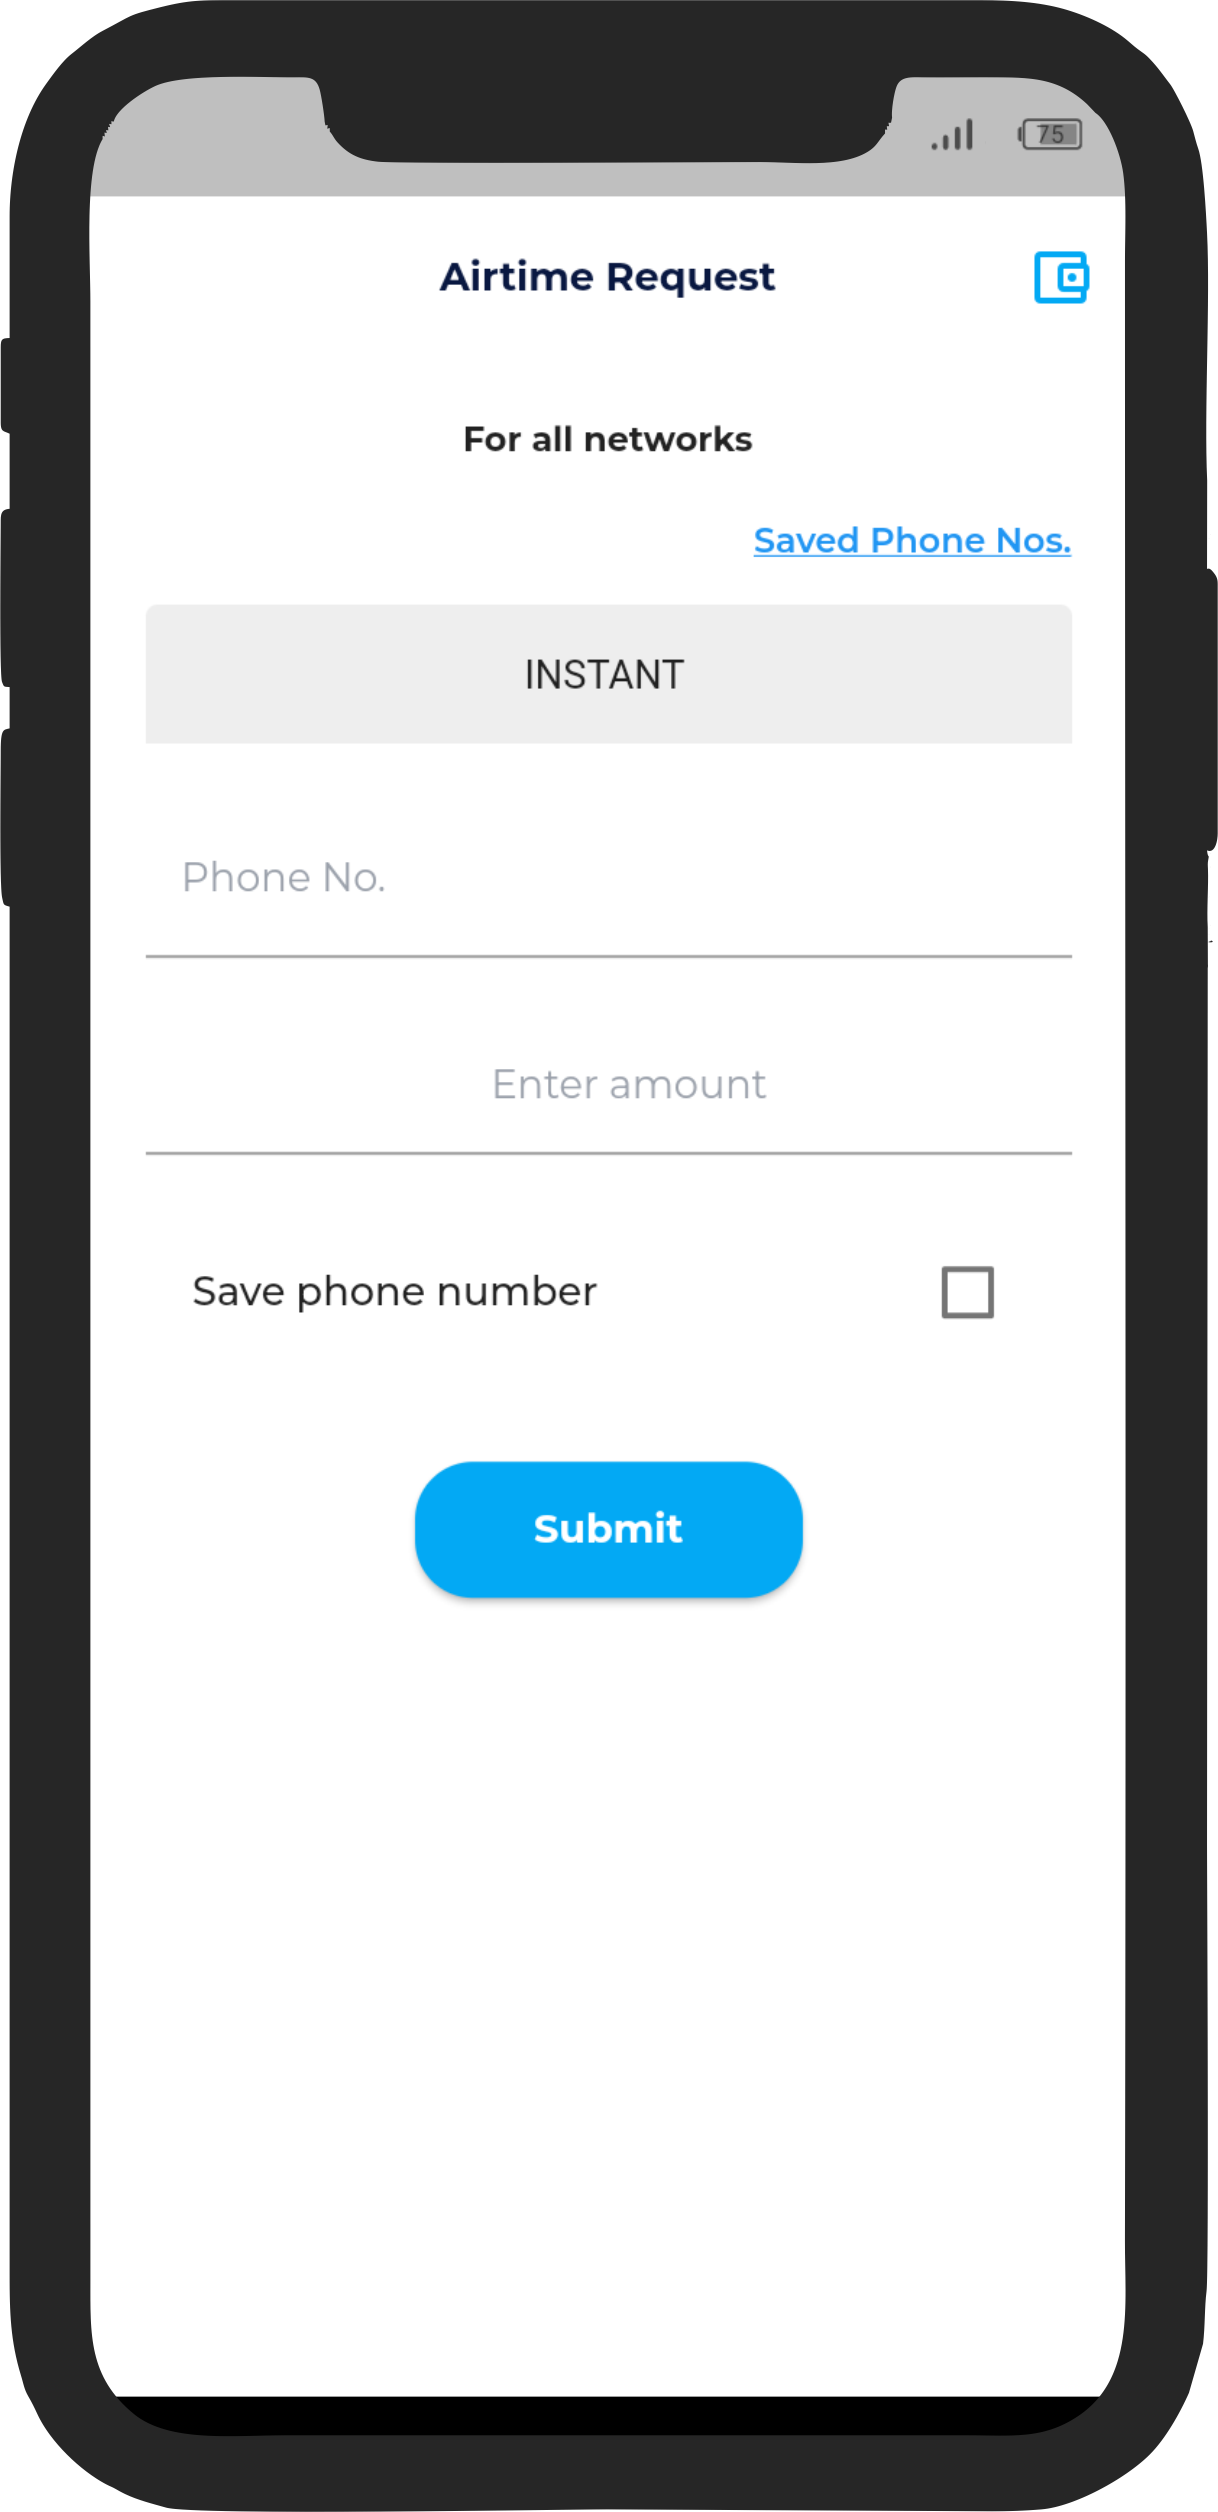 75
Airtime Request
For all networks
Saved Phone Nos.
INSTANT
Phone No.
Enter amount
Save phone number
Submit